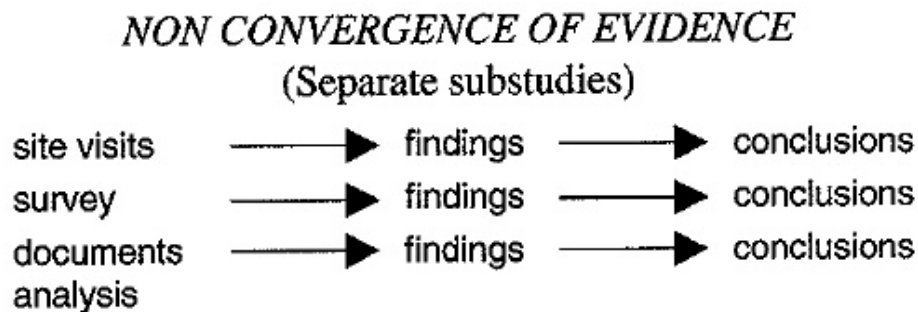 NON CONVERGENCE OF EVIDENCE
(Separate substudies)
site visits findings conclusions
survey findings conclusions
documents findings conclusions
analysis